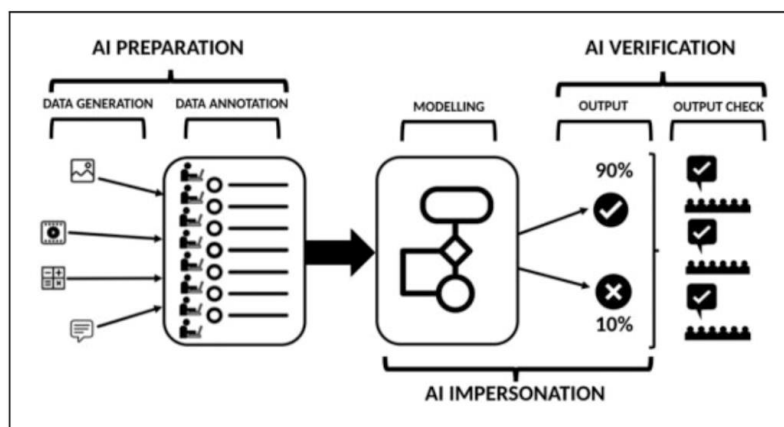 AI PREPARATION
AI VERIFICATION
DATA GENERATION
DATA ANNOTATION
MODELLING
OUTPUT
OUTPUT CHECK
90%
10%
AI IMPERSONATION